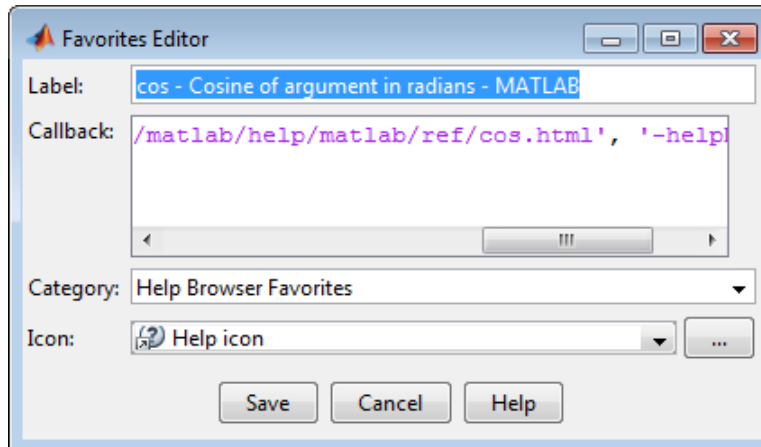 Favorites Editor
Label: cos - Cosine of argument in radians - MATLAB
Callback: /matlab/help/matlab/ref/cos.html', '-help
Category: Help Browser Favorites
Icon: Help icon ...
Save Cancel Help